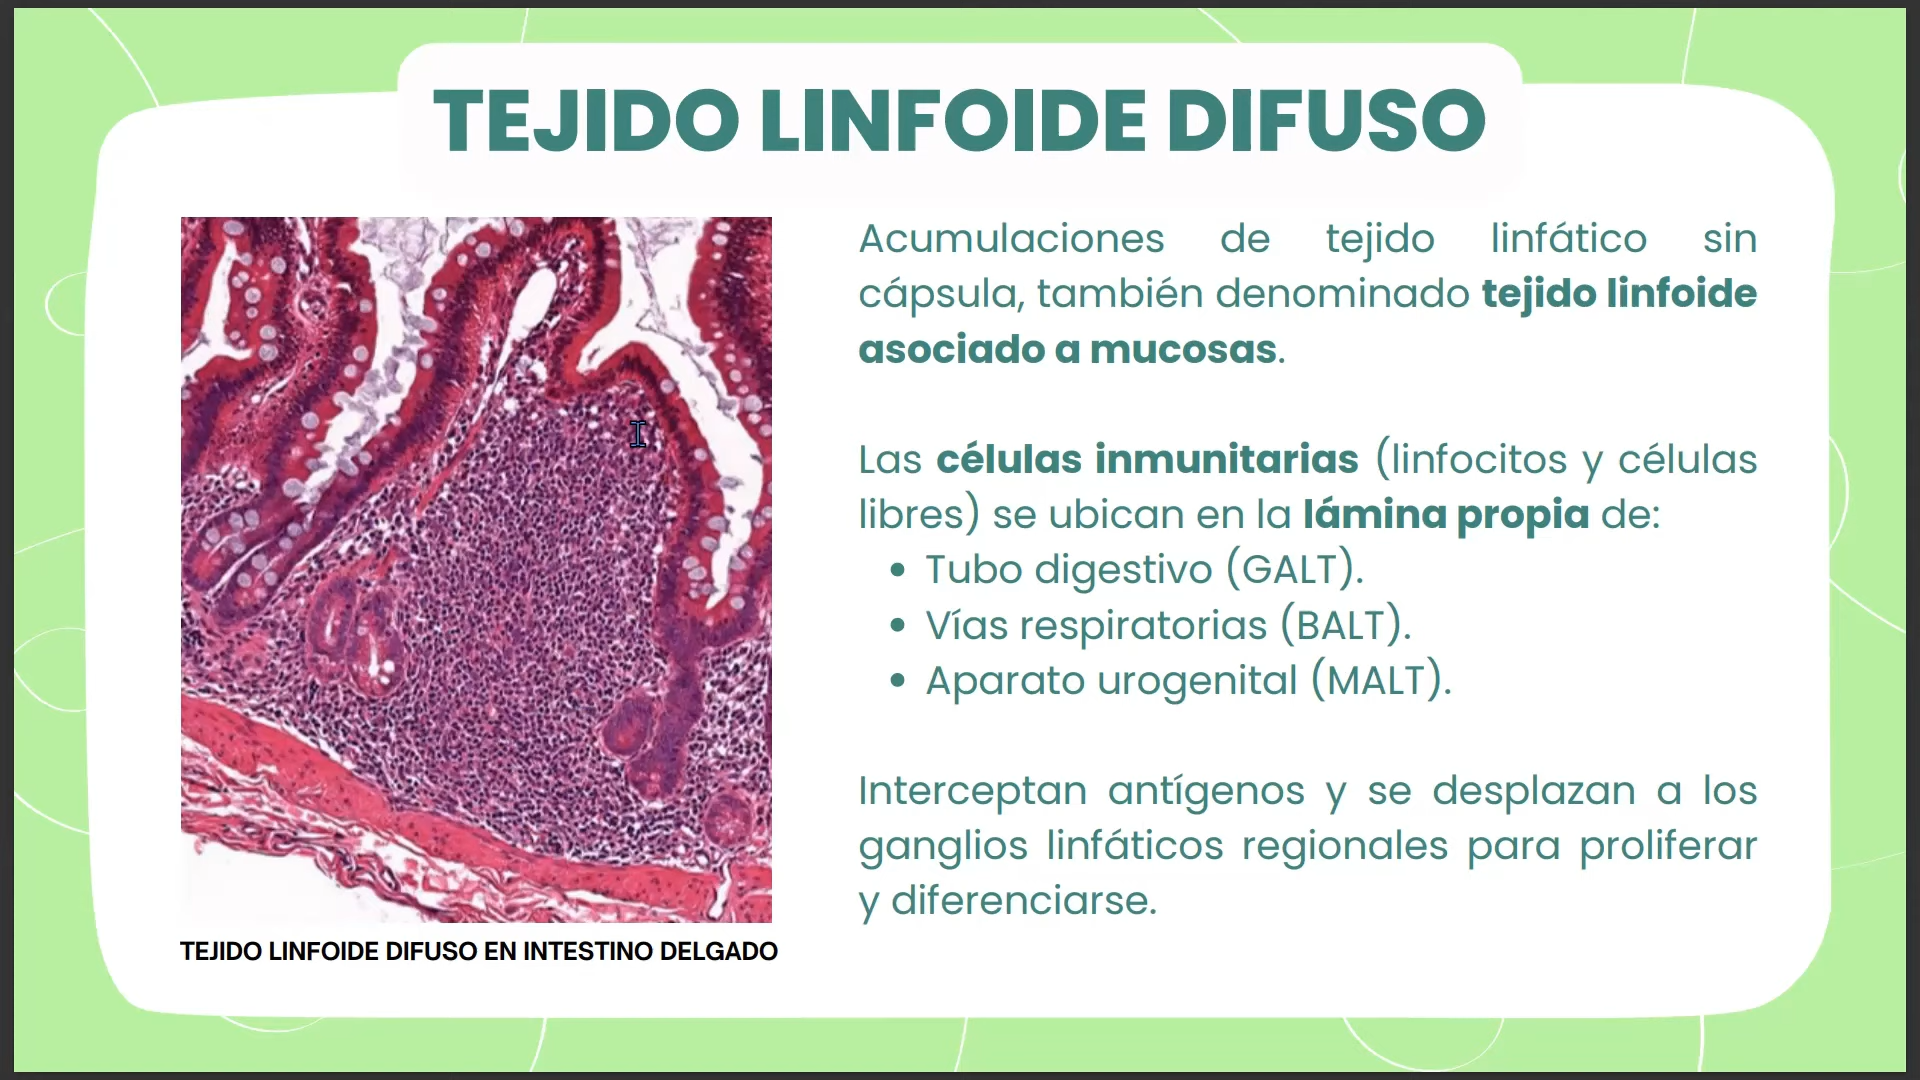 TEJIDO LINFOIDE DIFUSO
Acumulaciones de tejido linfático sin
cápsula, también denominado tejido linfoide
asociado a mucosas.
Las células inmunitarias (linfocitos y células
libres) se ubican en la lámina propia de:
• Tubo digestivo (GALT).
• Vías respiratorias (BALT).
• Aparato urogenital (MALT).
Interceptan antígenos y se desplazan a los
ganglios linfáticos regionales para proliferar
y diferenciarse.
TEJIDO LINFOIDE DIFUSO EN INTESTINO DELGADO